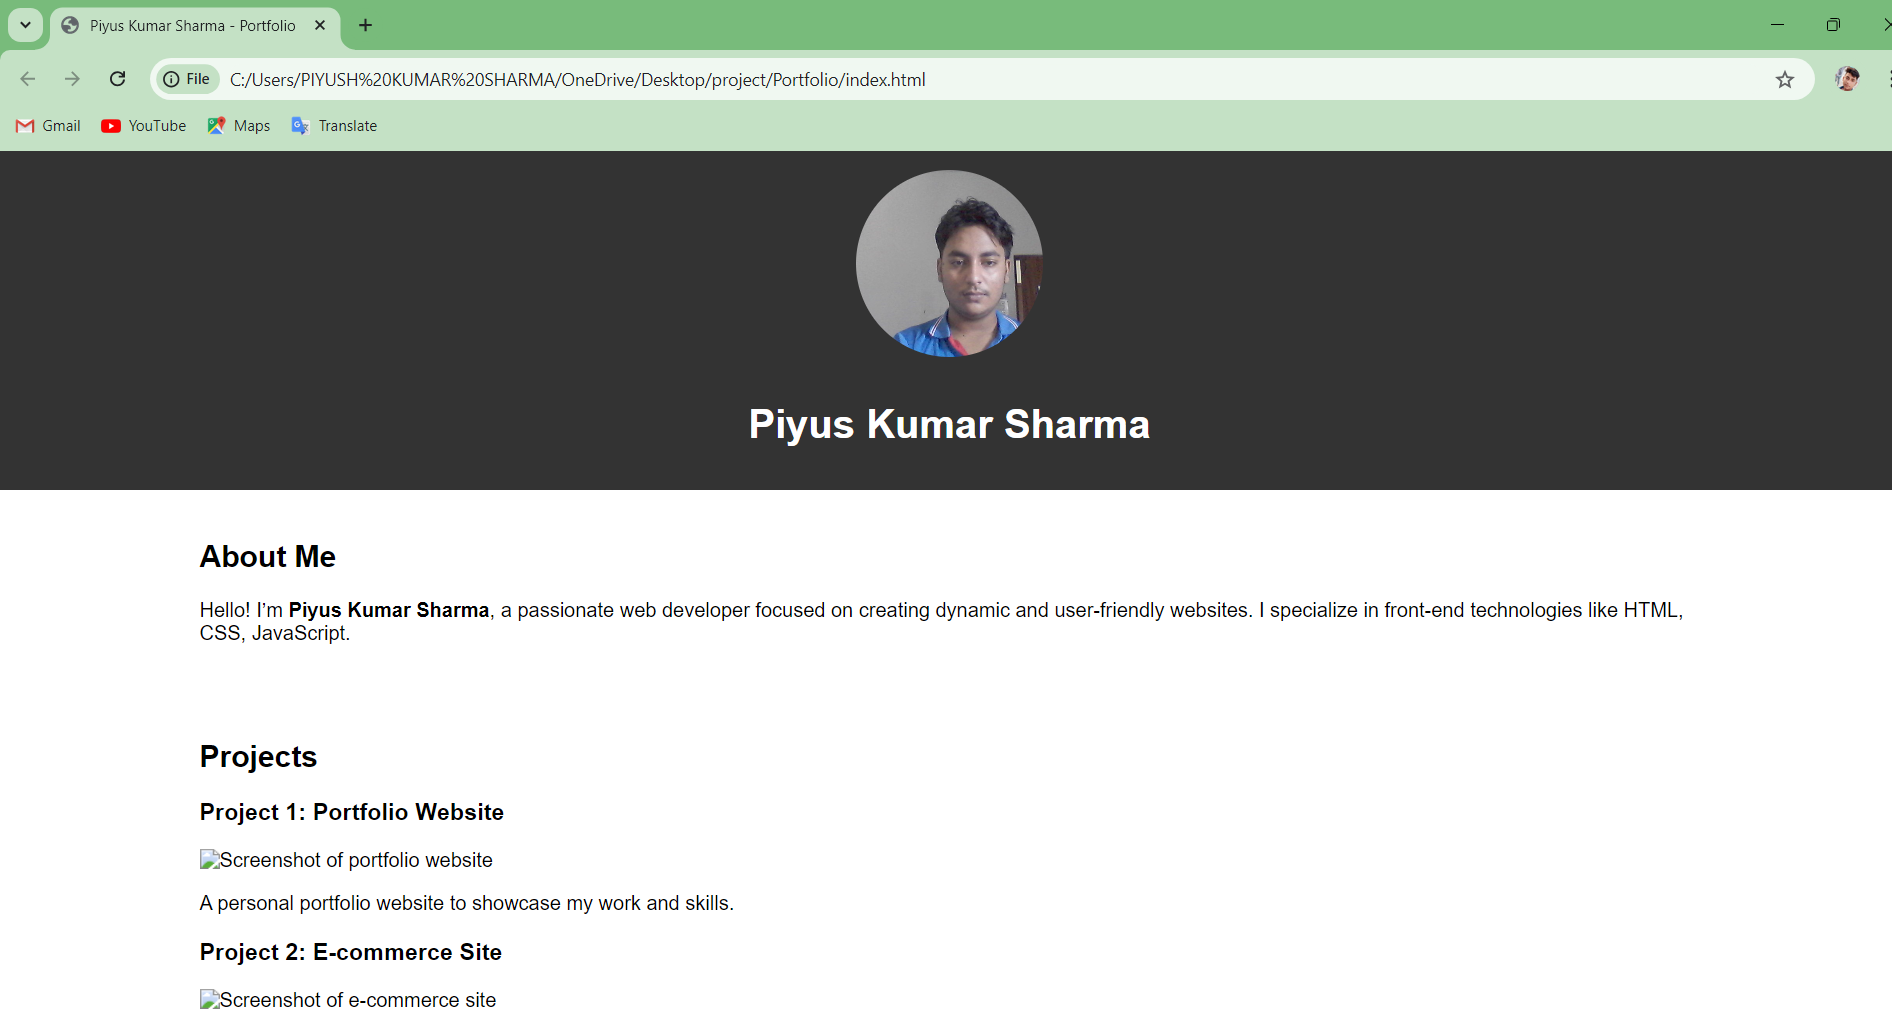 Piyus Kumar Sharma - Portfolio
File C:/Users/PIYUSH%20KUMAR%20SHARMA/OneDrive/Desktop/project/Portfolio/index.html
Gmail YouTube Maps Translate
Piyus Kumar Sharma
About Me
Hello! I’m Piyus Kumar Sharma, a passionate web developer focused on creating dynamic and user-friendly websites. I specialize in front-end technologies like HTML,
CSS, JavaScript.
Projects
Project 1: Portfolio Website
Screenshot of portfolio website
A personal portfolio website to showcase my work and skills.
Project 2: E-commerce Site
Screenshot of e-commerce site